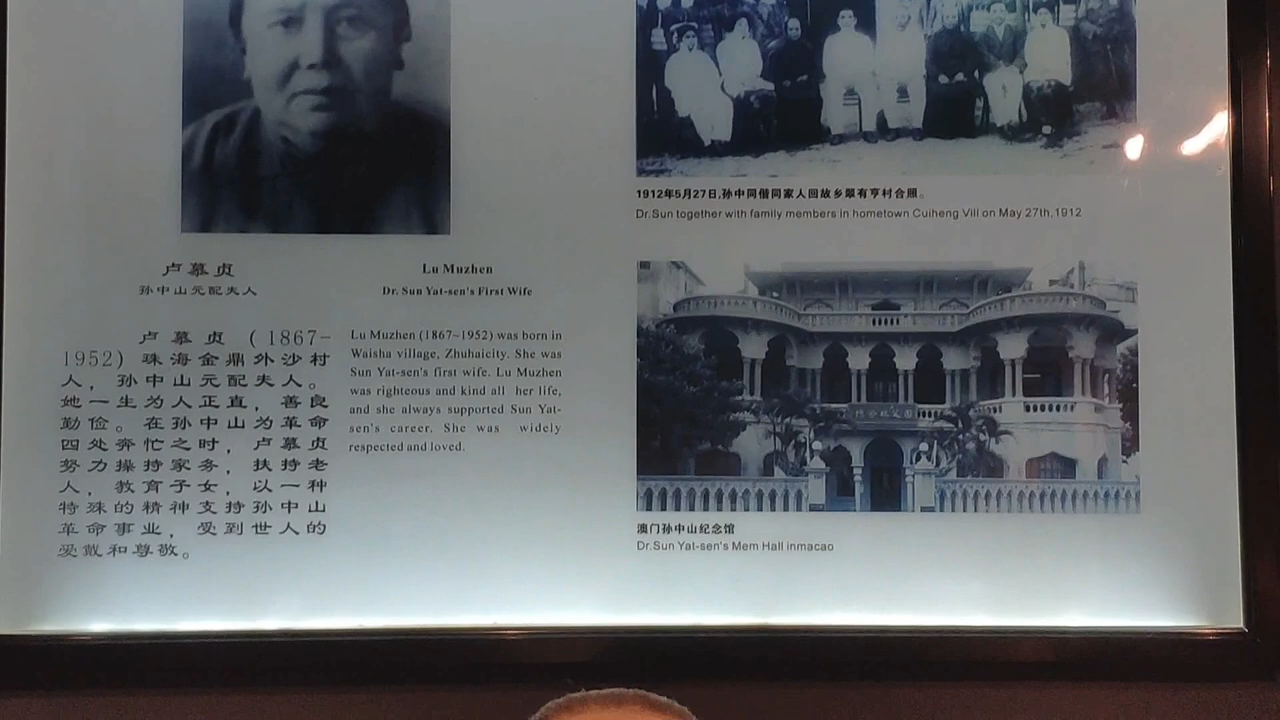 卢慕贞
孙中山元配夫人
Lu Muzhen
Dr. Sun Yat-sen's First Wife
卢慕贞(1867-
1952)珠海金鼎外沙村
人，孙中山元配夫人。
她一生为人正直，善良
勤俭。在孙中山为革命
四处奔忙之时，卢慕贞
努力操持家务，扶持老
人，教育子女，以一种
特殊的精神支持孙中山
革命事业，受到世人的
爱戴和尊敬。
Lu Muzhen (1867~1952) was born in
Waisha village, Zhuhaicity. She was
Sun Yat-sen's first wife. Lu Muzhen
was righteous and kind all her life,
and she always supported Sun Yat-
sen's career. She was widely
respected and loved.
1912年5月27日,孙中同偕同家人回故乡翠有亨村合照。
Dr.Sun together with family members in hometown Cuiheng Vill on May 27th,1912
澳门孙中山纪念馆
Dr.Sun Yat-sen's Mem Hall inmacao